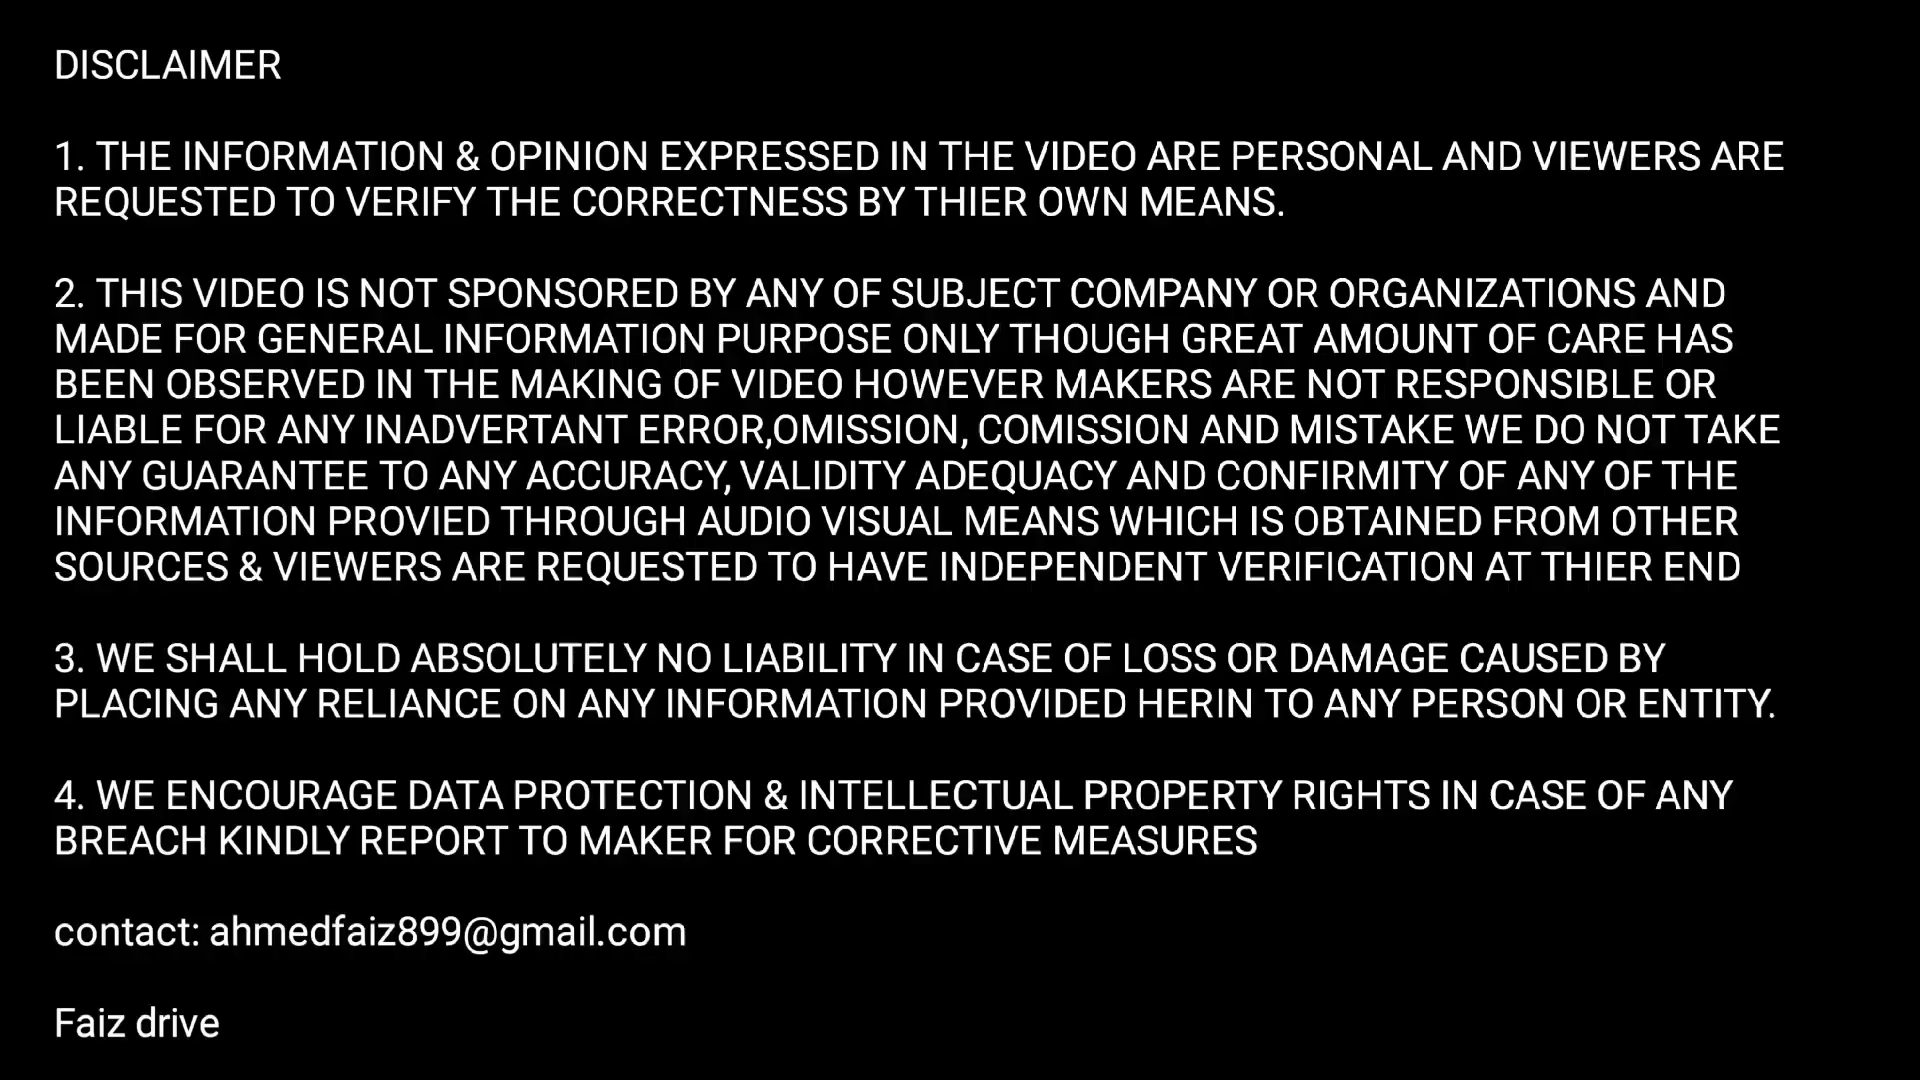 DISCLAIMER
1. THE INFORMATION & OPINION EXPRESSED IN THE VIDEO ARE PERSONAL AND VIEWERS ARE
REQUESTED TO VERIFY THE CORRECTNESS BY THIER OWN MEANS.
2. THIS VIDEO IS NOT SPONSORED BY ANY OF SUBJECT COMPANY OR ORGANIZATIONS AND
MADE FOR GENERAL INFORMATION PURPOSE ONLY THOUGH GREAT AMOUNT OF CARE HAS
BEEN OBSERVED IN THE MAKING OF VIDEO HOWEVER MAKERS ARE NOT RESPONSIBLE OR
LIABLE FOR ANY INADVERTANT ERROR,OMISSION, COMISSION AND MISTAKE WE DO NOT TAKE
ANY GUARANTEE TO ANY ACCURACY, VALIDITY ADEQUACY AND CONFIRMITY OF ANY OF THE
INFORMATION PROVIED THROUGH AUDIO VISUAL MEANS WHICH IS OBTAINED FROM OTHER
SOURCES & VIEWERS ARE REQUESTED TO HAVE INDEPENDENT VERIFICATION AT THIER END
3. WE SHALL HOLD ABSOLUTELY NO LIABILITY IN CASE OF LOSS OR DAMAGE CAUSED BY
PLACING ANY RELIANCE ON ANY INFORMATION PROVIDED HERIN TO ANY PERSON OR ENTITY.
4. WE ENCOURAGE DATA PROTECTION & INTELLECTUAL PROPERTY RIGHTS IN CASE OF ANY
BREACH KINDLY REPORT TO MAKER FOR CORRECTIVE MEASURES
contact: ahmedfaiz899@gmail.com
Faiz drive